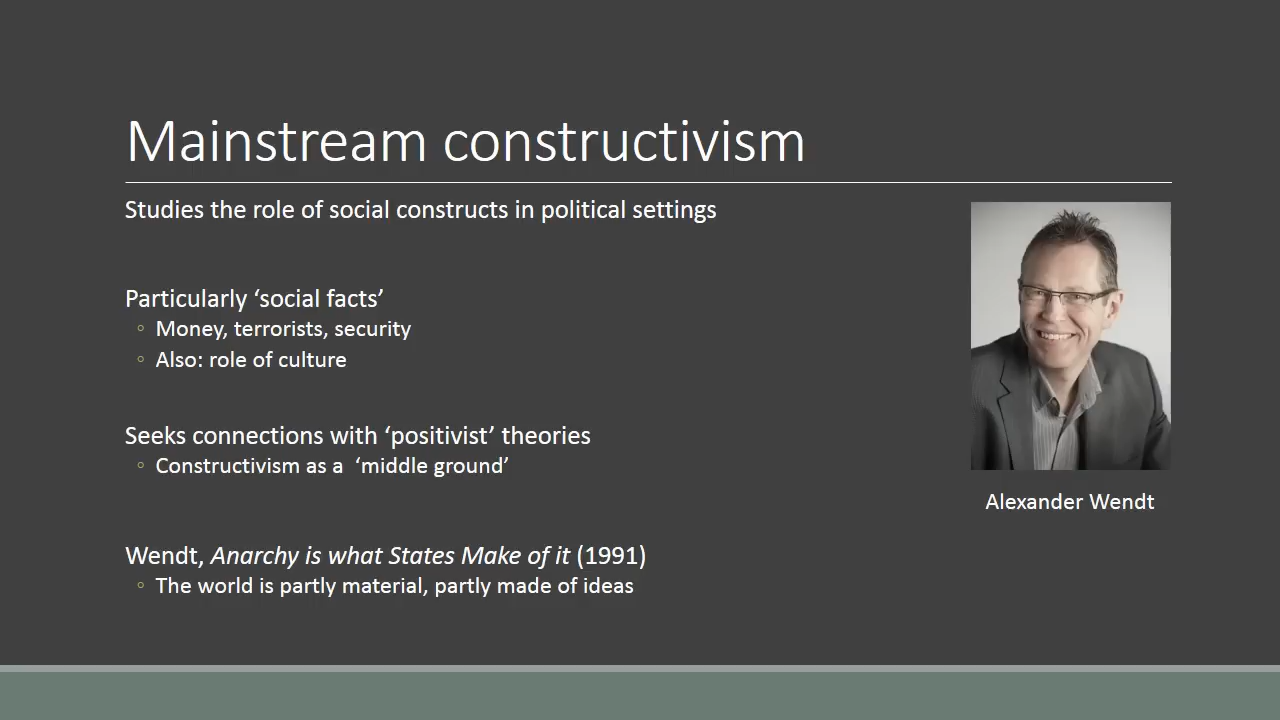 Mainstream constructivism
Studies the role of social constructs in political settings
Particularly ‘social facts’
◦ Money, terrorists, security
◦ Also: role of culture
Seeks connections with ‘positivist’ theories
◦ Constructivism as a  ‘middle ground’
Alexander Wendt
Wendt, Anarchy is what States Make of it (1991)
◦ The world is partly material, partly made of ideas